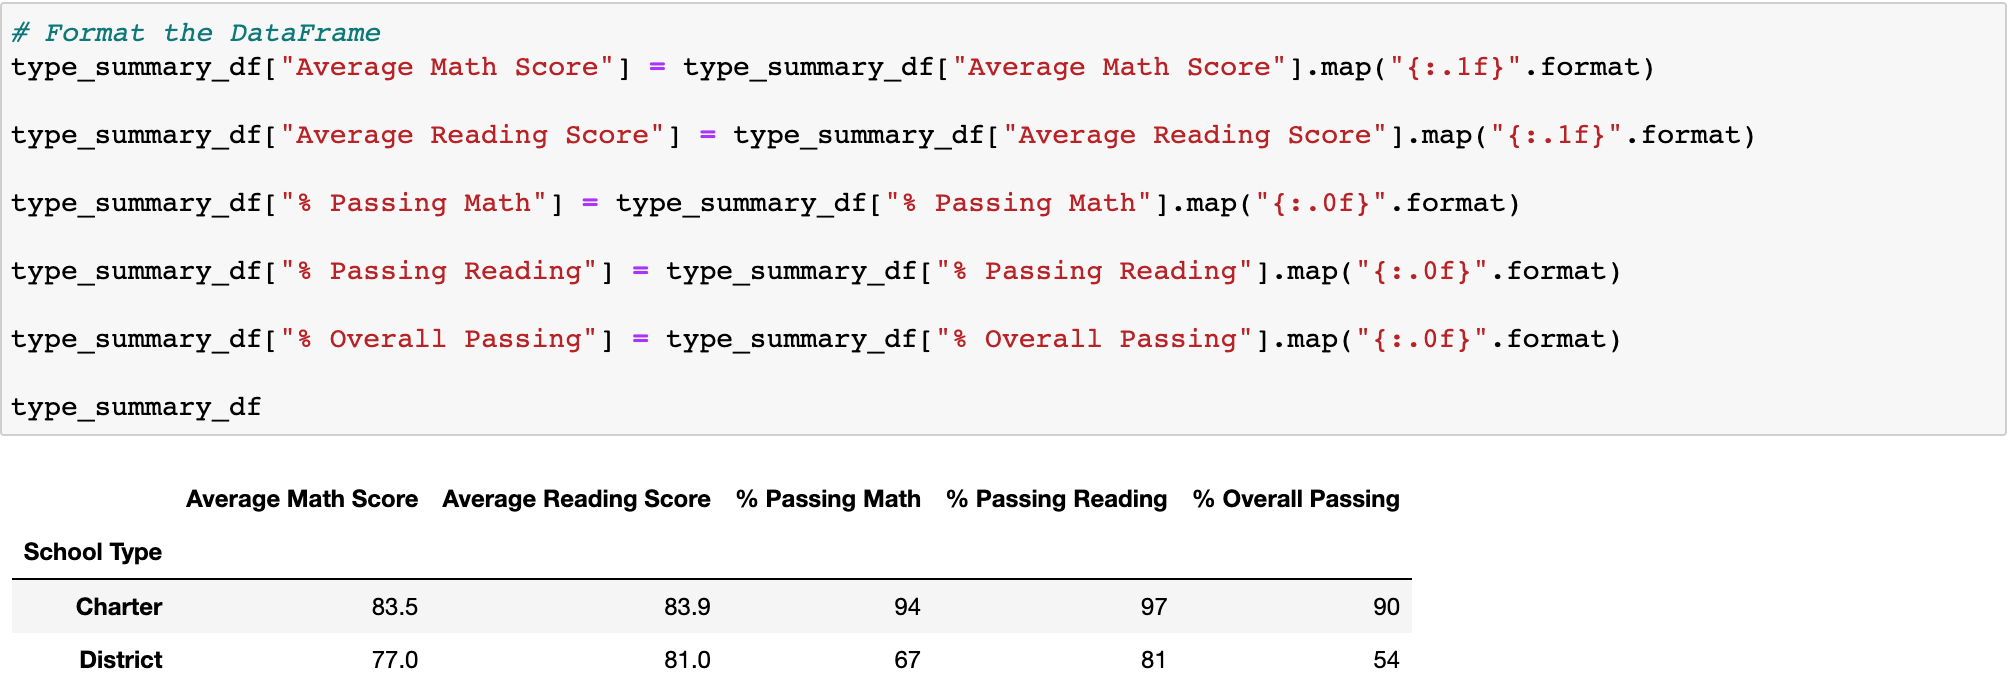 # Format the DataFrame
type_summary_df["Average Math Score"] = type_summary_df["Average Math Score"].map("{:.1f}".format)
type_summary_df["Average Reading Score"] = type_summary_df["Average Reading Score"].map("{:.1f}".format)
type_summary_df["% Passing Math"] = type_summary_df["% Passing Math"].map("{:.0f}".format)
type_summary_df["% Passing Reading"] = type_summary_df["% Passing Reading"].map("{:.0f}".format)
type_summary_df["% Overall Passing"] = type_summary_df["% Overall Passing"].map("{:.0f}".format)
type_summary_df
Average Math Score Average Reading Score % Passing Math % Passing Reading % Overall Passing
School Type
Charter 83.5 83.9 94 97 90
District 77.0 81.0 67 81 54